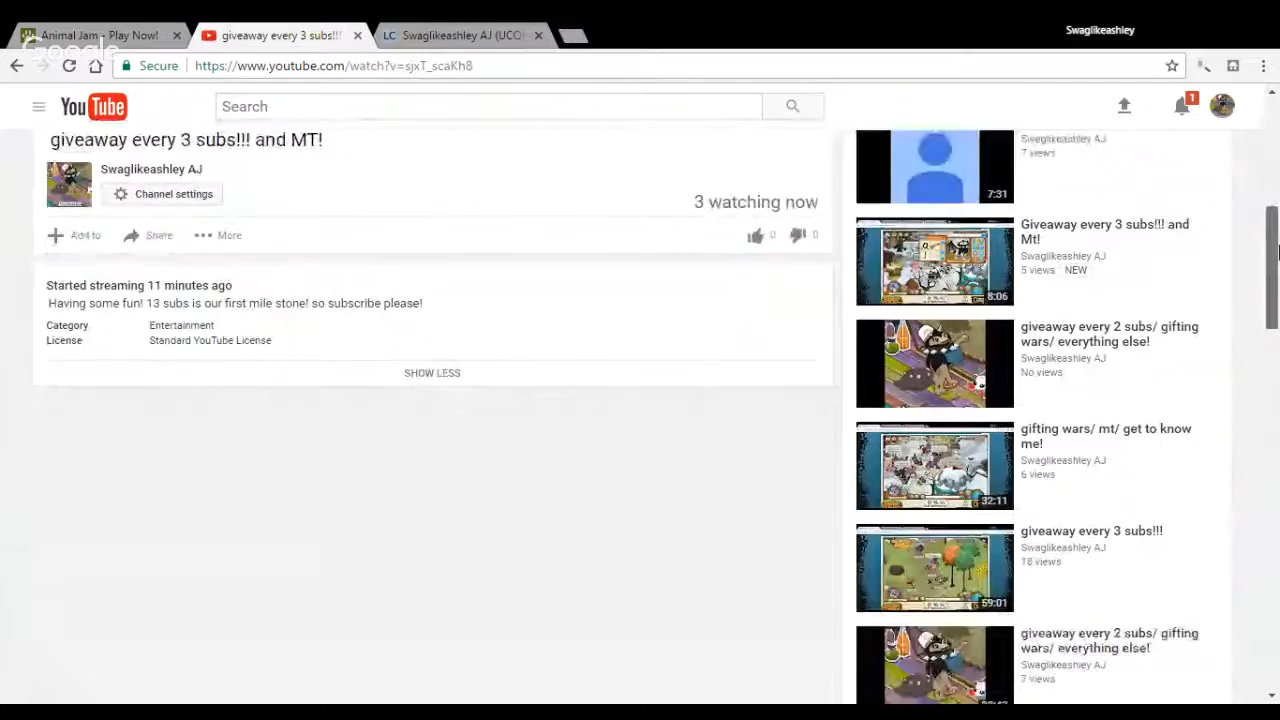 Animal Jam - Play Now!
giveaway every 3 subs!!!
LC Swaglikeashley AJ (UCQH
Swaglikeashley
Google
Secure
https://www.youtube.com/watch?v=sjxT_scaKh8
YouTube
Search
1
giveaway every 3 subs!!! and MT!
Swaglikeashley AJ
Channel settings
3 watching now
Add to
Share
More
0
0
Started streaming 11 minutes ago
Having some fun! 13 subs is our first mile stone! so subscribe please!
Category Entertainment
License Standard YouTube License
SHOW LESS
Swaglikeashley AJ
7 views
7:31
Giveaway every 3 subs!!! and
Mt!
Swaglikeashley AJ
5 views NEW
8:06
giveaway every 2 subs/ gifting
wars/ everything else!
Swaglikeashley AJ
No views
gifting wars/ mt/ get to know
me!
Swaglikeashley AJ
6 views
32:11
giveaway every 3 subs!!!
Swaglikeashley AJ
18 views
59:01
giveaway every 2 subs/ gifting
wars/ everything else!
Swaglikeashley AJ
7 views